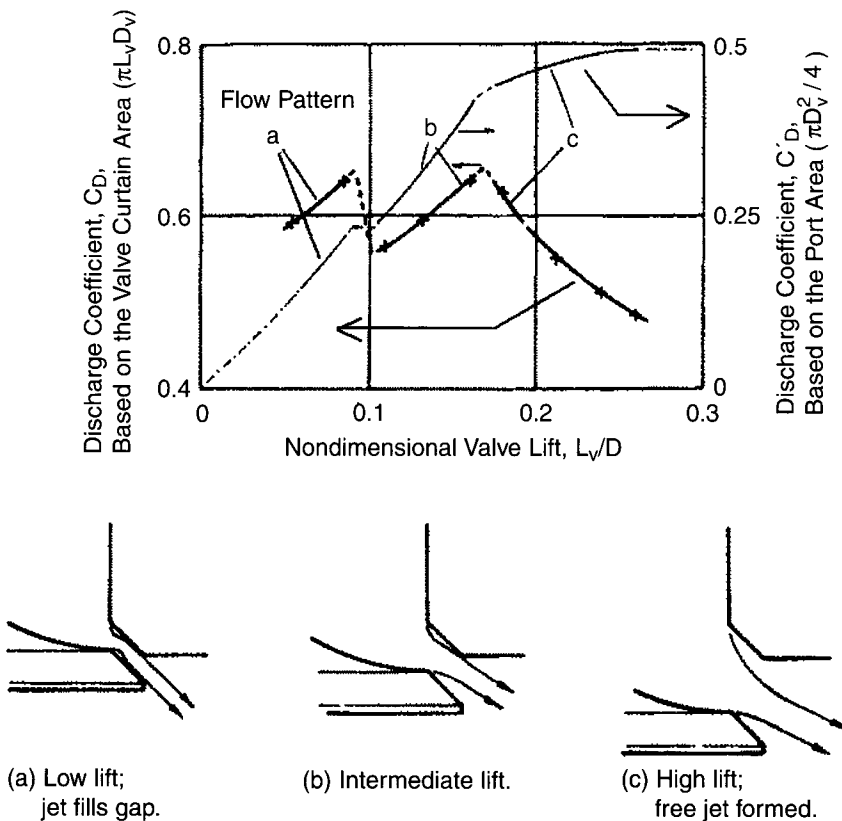 Discharge Coefficient, C_D,
Based on the Valve Curtain Area (πL_vD_v)
0.8
0.6
0.4
Flow Pattern
a
b
c
0.5
0.25
0
Discharge Coefficient, C'_D,
Based on the Port Area (πD_v²/4)
0
0.1
0.2
0.3
Nondimensional Valve Lift, L_v/D
(a) Low lift;
jet fills gap.
(b) Intermediate lift.
(c) High lift;
free jet formed.